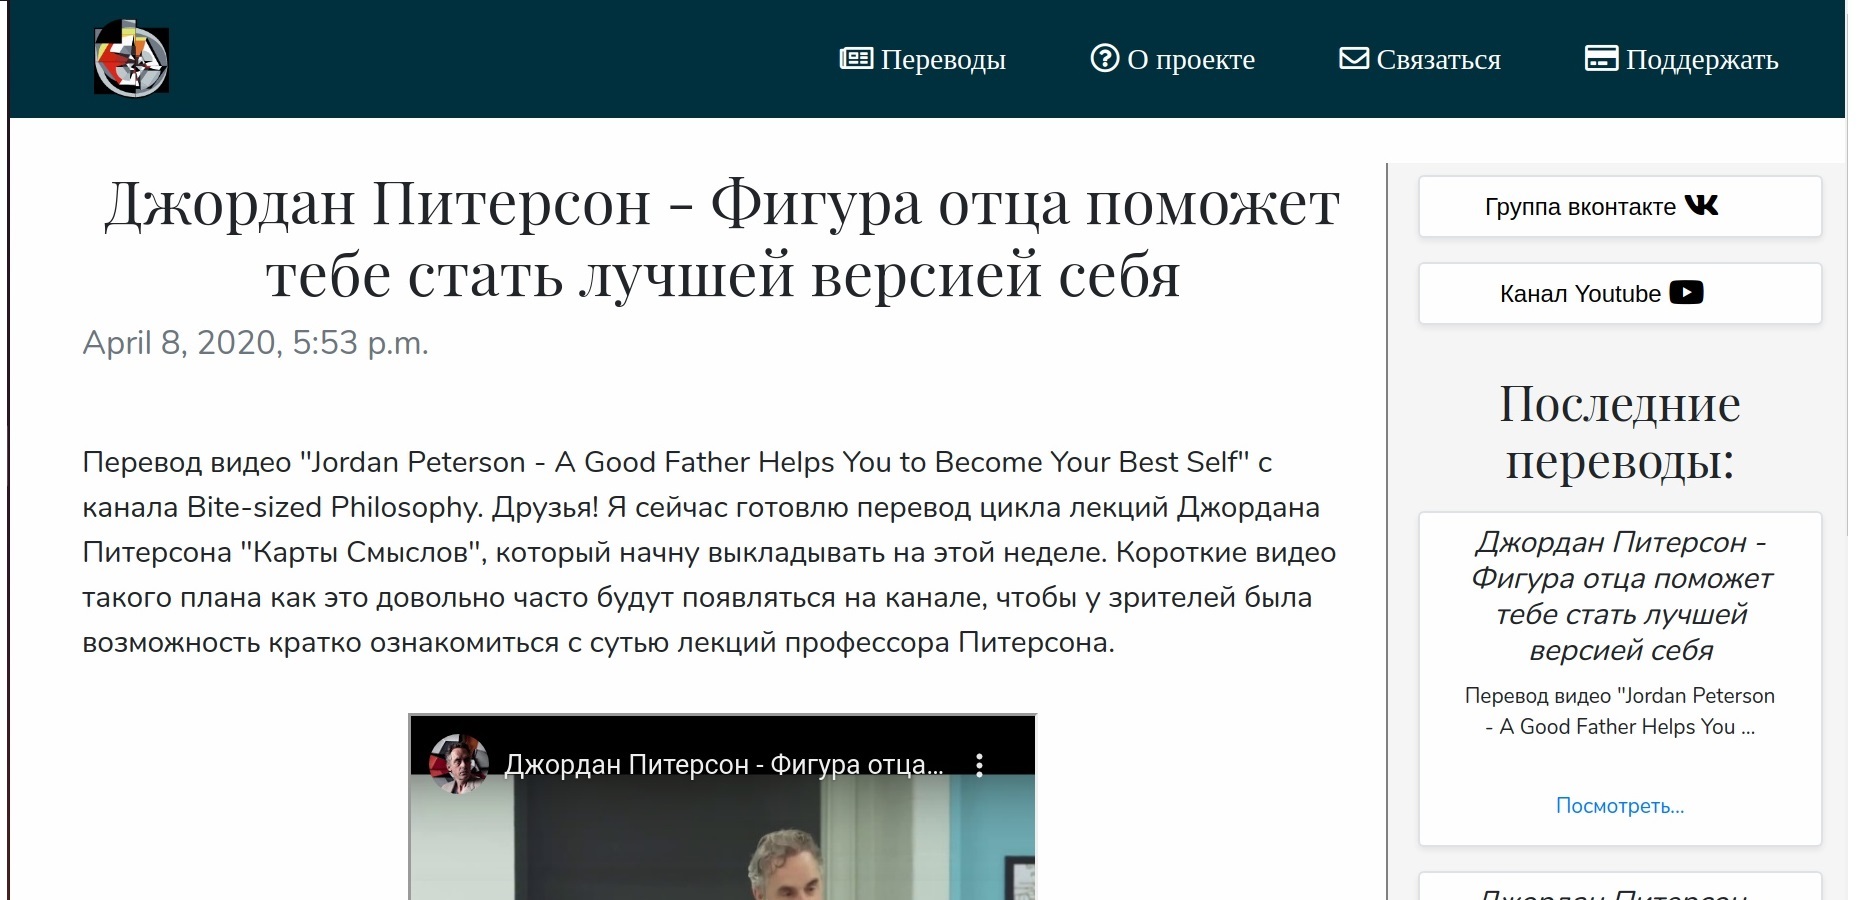 Переводы
О проекте
Связаться
Поддержать
Джордан Питерсон - Фигура отца поможет
тебе стать лучшей версией себя
April 8, 2020, 5:53 p.m.
Перевод видео "Jordan Peterson - A Good Father Helps You to Become Your Best Self" с
канала Bite-sized Philosophy. Друзья! Я сейчас готовлю перевод цикла лекций Джордана
Питерсона "Карты Смыслов", который начну выкладывать на этой неделе. Короткие видео
такого плана как это довольно часто будут появляться на канале, чтобы у зрителей была
возможность кратко ознакомиться с сутью лекций профессора Питерсона.
Джордан Питерсон - Фигура отца...
Группа вконтакте
Канал Youtube
Последние
переводы:
Джордан Питерсон -
Фигура отца поможет
тебе стать лучшей
версией себя
Перевод видео "Jordan Peterson
- A Good Father Helps You ...
Посмотреть...
Джордан Питерсон -